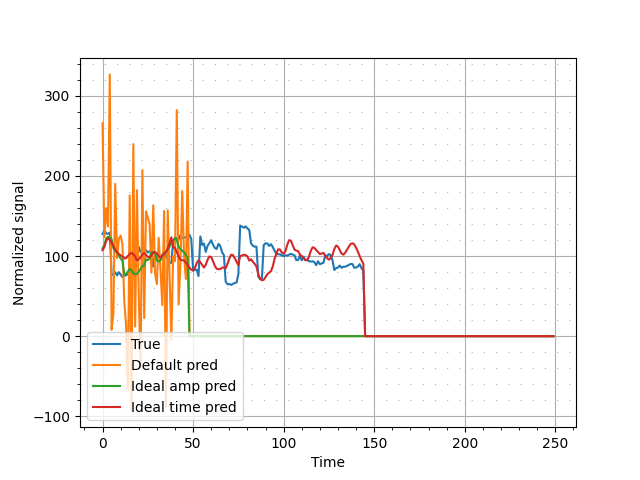 Normalized signal
300
200
100
0
−100
True
Default pred
Ideal amp pred
Ideal time pred
0
50
100
150
200
250
Time